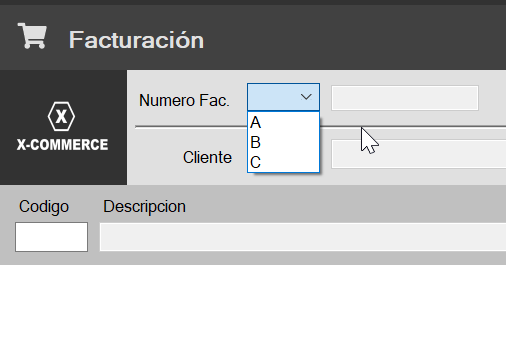 Facturación
Numero Fac.
A
B
C
X
X-COMMERCE
Cliente
Codigo Descripcion